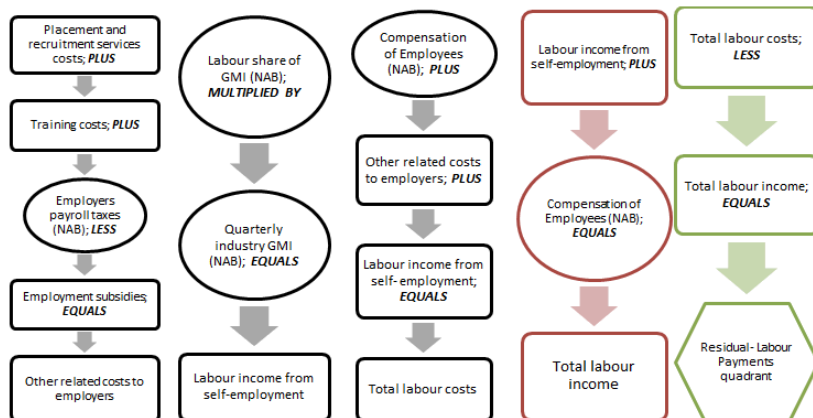 Placement and
recruitment services
costs; PLUS
Training costs; PLUS
Employers
payroll taxes
(NAB); LESS
Employment subsidies;
EQUALS
Other related costs to
employers
Labour share of
GMI (NAB);
MULTIPLIED BY
Quarterly
industry GMI
(NAB); EQUALS
Labour income from
self-employment
Compensation
of Employees
(NAB); PLUS
Other related costs
to employers; PLUS
Labour income from
self- employment;
EQUALS
Total labour costs
Labour income from
self-employment; PLUS
Compensation of
Employees (NAB);
EQUALS
Total labour
income
Total labour costs;
LESS
Total labour income;
EQUALS
Residual- Labour
Payments
quadrant